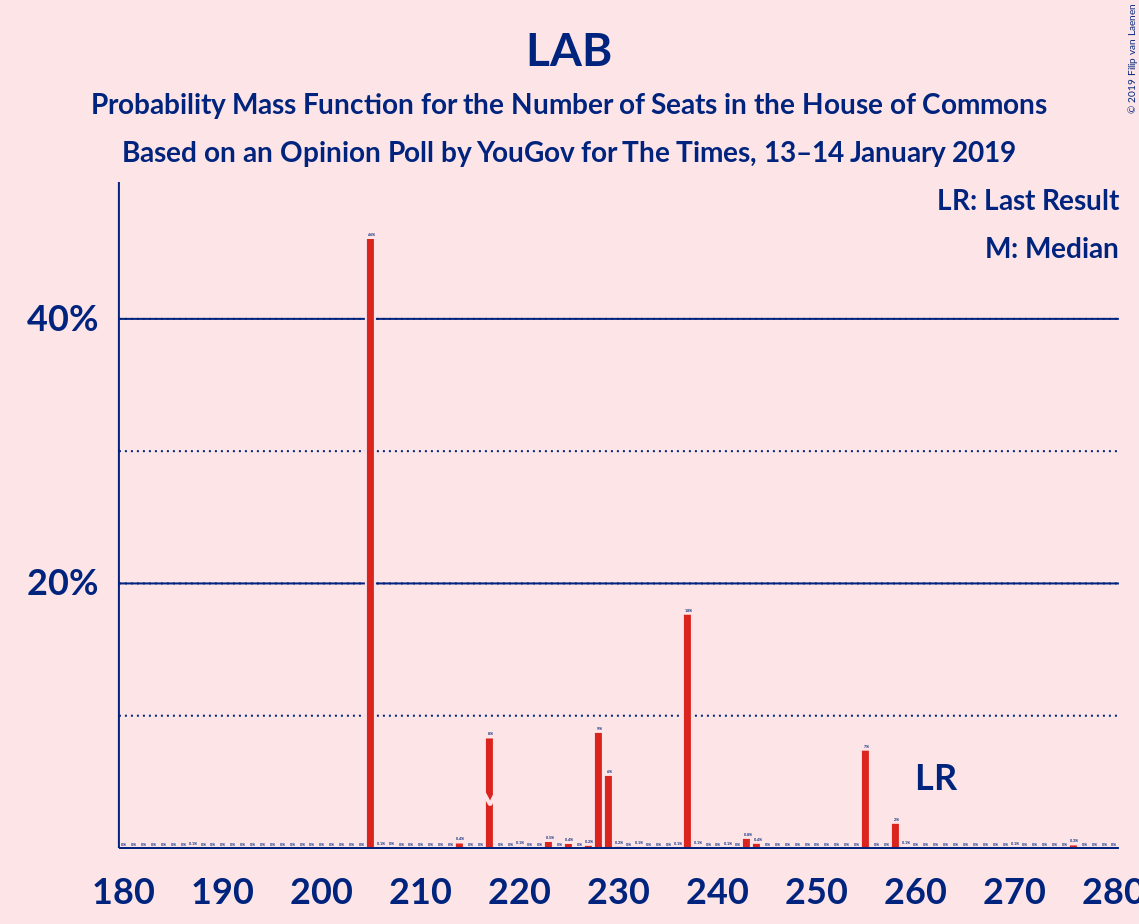 LAB
Probability Mass Function for the Number of Seats in the House of Commons
Based on an Opinion Poll by YouGov for The Times, 13–14 January 2019
© 2019 Filip van Laenen
LR: Last Result
M: Median
40%
20%
46%
18%
9%
8%
7%
6%
2%
M
LR
180 190 200 210 220 230 240 250 260 270 280